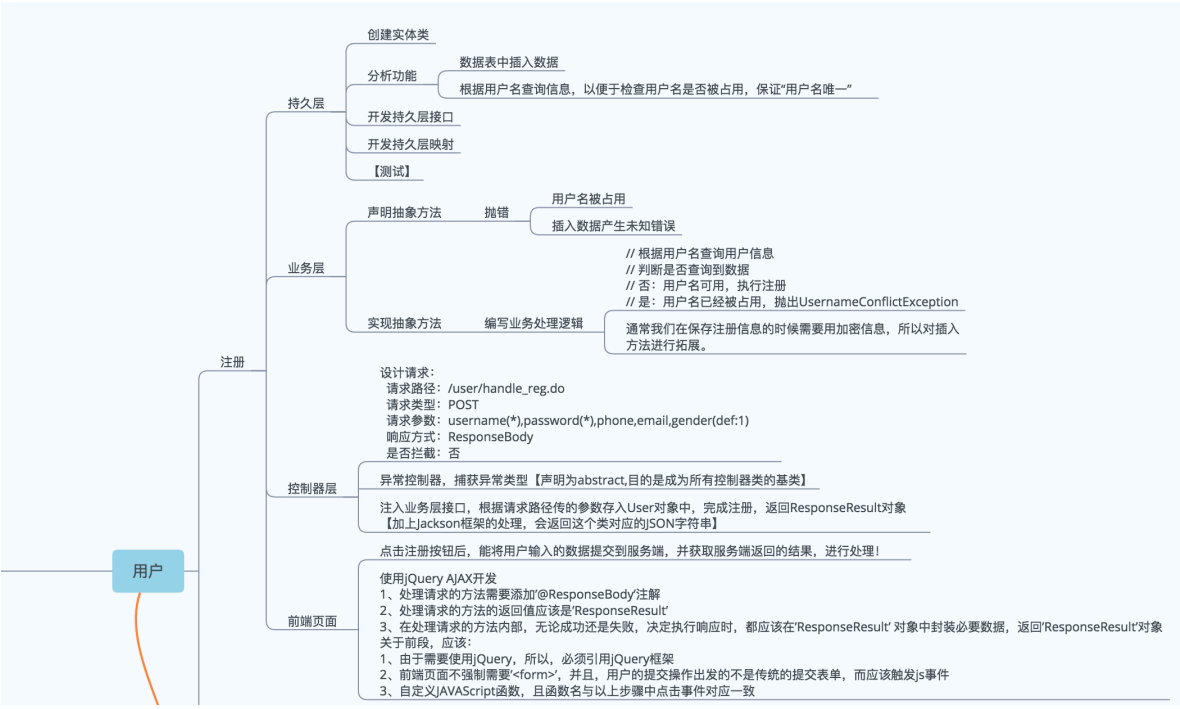 创建实体类
数据表中插入数据
分析功能
根据用户名查询信息，以便于检查用户名是否被占用，保证“用户名唯一”
持久层
开发持久层接口
开发持久层映射
【测试】
用户名被占用
声明抽象方法
抛错
插入数据产生未知错误
// 根据用户名查询用户信息
业务层
// 判断是否查询到数据
// 否：用户名可用，执行注册
// 是：用户名已经被占用，抛出UsernameConflictException
实现抽象方法
编写业务处理逻辑
通常我们在保存注册信息的时候需要用加密信息，所以对插入
方法进行拓展。
注册
设计请求：
请求路径：/user/handle_reg.do
请求类型：POST
请求参数：username(*),password(*),phone,email,gender(def:1)
响应方式：ResponseBody
是否拦截：否
异常控制器，捕获异常类型【声明为abstract,目的是成为所有控制器类的基类】
控制器层
注入业务层接口，根据请求路径传的参数存入User对象中，完成注册，返回ResponseResult对象
【加上Jackson框架的处理，会返回这个类对应的JSON字符串】
点击注册按钮后，能将用户输入的数据提交到服务端，并获取服务端返回的结果，进行处理！
用户
使用jQuery AJAX开发
1、处理请求的方法需要添加‘@ResponseBody’注解
2、处理请求的方法的返回值应该是‘ResponseResult’
前端页面
3、在处理请求的方法内部，无论成功还是失败，决定执行响应时，都应该在‘ResponseResult’ 对象中封装必要数据，返回‘ResponseResult’对象
关于前段，应该：
1、由于需要使用jQuery，所以，必须引用jQuery框架
2、前端页面不强制需要‘<form>’，并且，用户的提交操作出发的不是传统的提交表单，而应该触发js事件
3、自定义JAVAScript函数，且函数名与以上步骤中点击事件对应一致